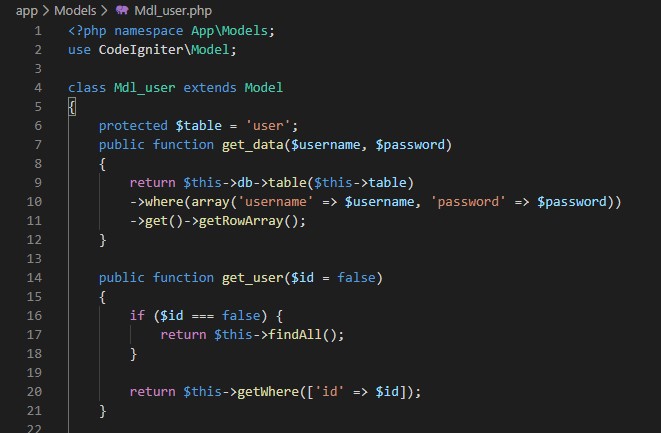 app > Models > Mdl_user.php
1 <?php namespace App\Models;
2 use CodeIgniter\Model;
3
4 class Mdl_user extends Model
5 {
6     protected $table = 'user';
7     public function get_data($username, $password)
8     {
9         return $this->db->table($this->table)
10         ->where(array('username' => $username, 'password' => $password))
11         ->get()->getRowArray();
12     }
13
14     public function get_user($id = false)
15     {
16         if ($id === false) {
17             return $this->findAll();
18         }
19
20         return $this->getWhere(['id' => $id]);
21     }
22